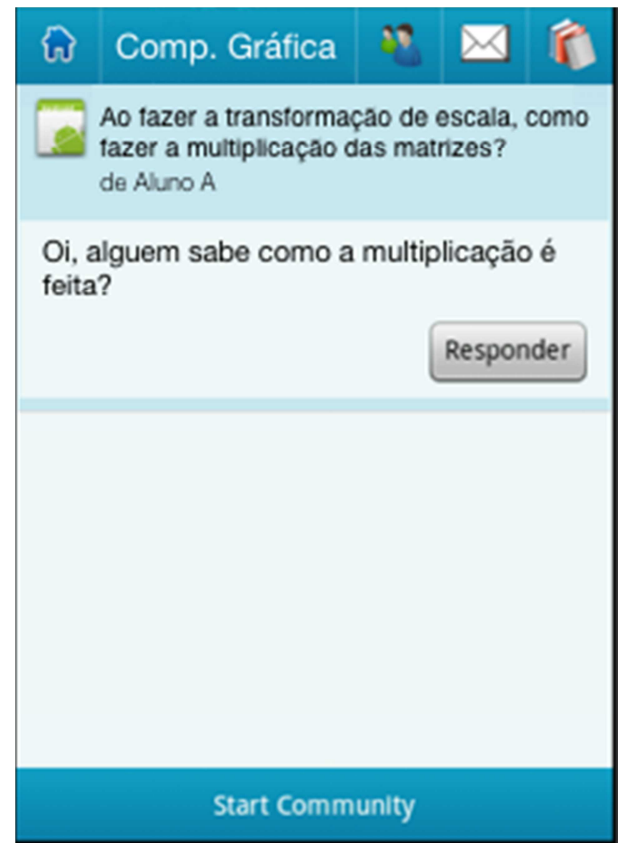 Comp. Gráfica
Ao fazer a transformação de escala, como
fazer a multiplicação das matrizes?
de Aluno A
Oi, alguem sabe como a multiplicação é
feita?
Responder
Start Community